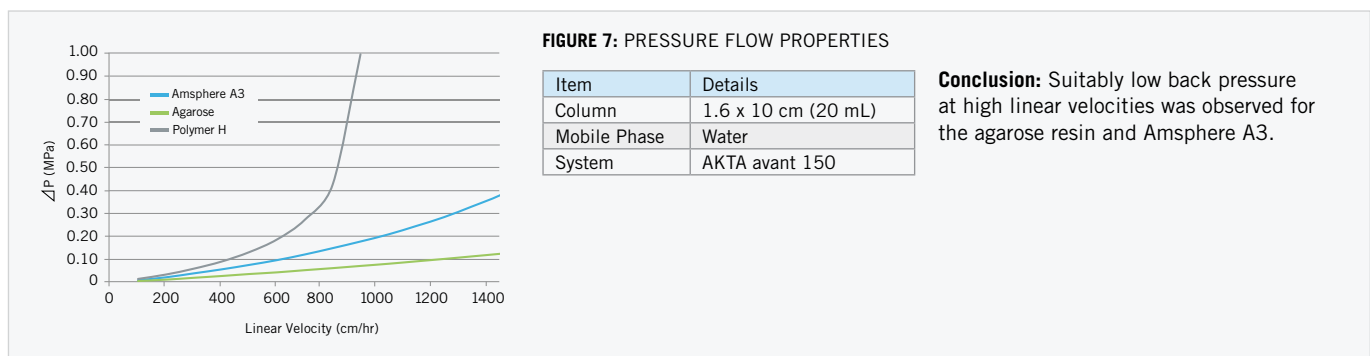 FIGURE 7: PRESSURE FLOW PROPERTIES
1.00
0.90
0.80
0.70
0.60
0.50
0.40
0.30
0.20
0.10
0
⊿P (MPa)
Amsphere A3
Agarose
Polymer H
0 200 400 600 800 1000 1200 1400
Linear Velocity (cm/hr)
Item Details
Column 1.6 x 10 cm (20 mL)
Mobile Phase Water
System AKTA avant 150
Conclusion: Suitably low back pressure
at high linear velocities was observed for
the agarose resin and Amsphere A3.